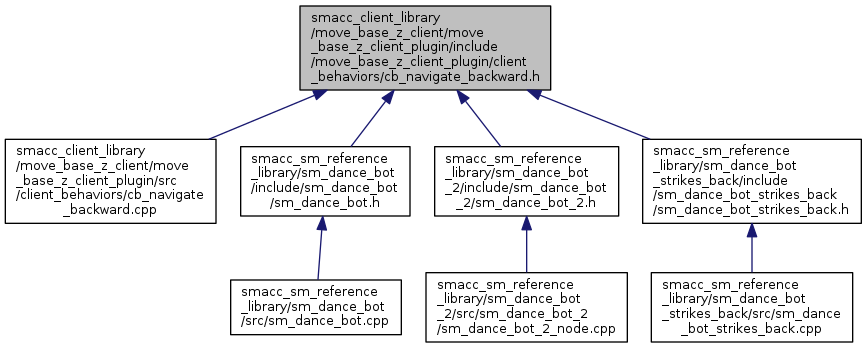 smacc_client_library
/move_base_z_client/move
_base_z_client_plugin/include
/move_base_z_client_plugin/client
_behaviors/cb_navigate_backward.h
smacc_client_library
/move_base_z_client/move
_base_z_client_plugin/src
/client_behaviors/cb_navigate
_backward.cpp
smacc_sm_reference
_library/sm_dance_bot
/include/sm_dance_bot
/sm_dance_bot.h
smacc_sm_reference
_library/sm_dance_bot
_2/include/sm_dance_bot
_2/sm_dance_bot_2.h
smacc_sm_reference
_library/sm_dance_bot
_strikes_back/include
/sm_dance_bot_strikes_back
/sm_dance_bot_strikes_back.h
smacc_sm_reference
_library/sm_dance_bot
/src/sm_dance_bot.cpp
smacc_sm_reference
_library/sm_dance_bot
_2/src/sm_dance_bot_2
/sm_dance_bot_2_node.cpp
smacc_sm_reference
_library/sm_dance_bot
_strikes_back/src/sm_dance
_bot_strikes_back.cpp